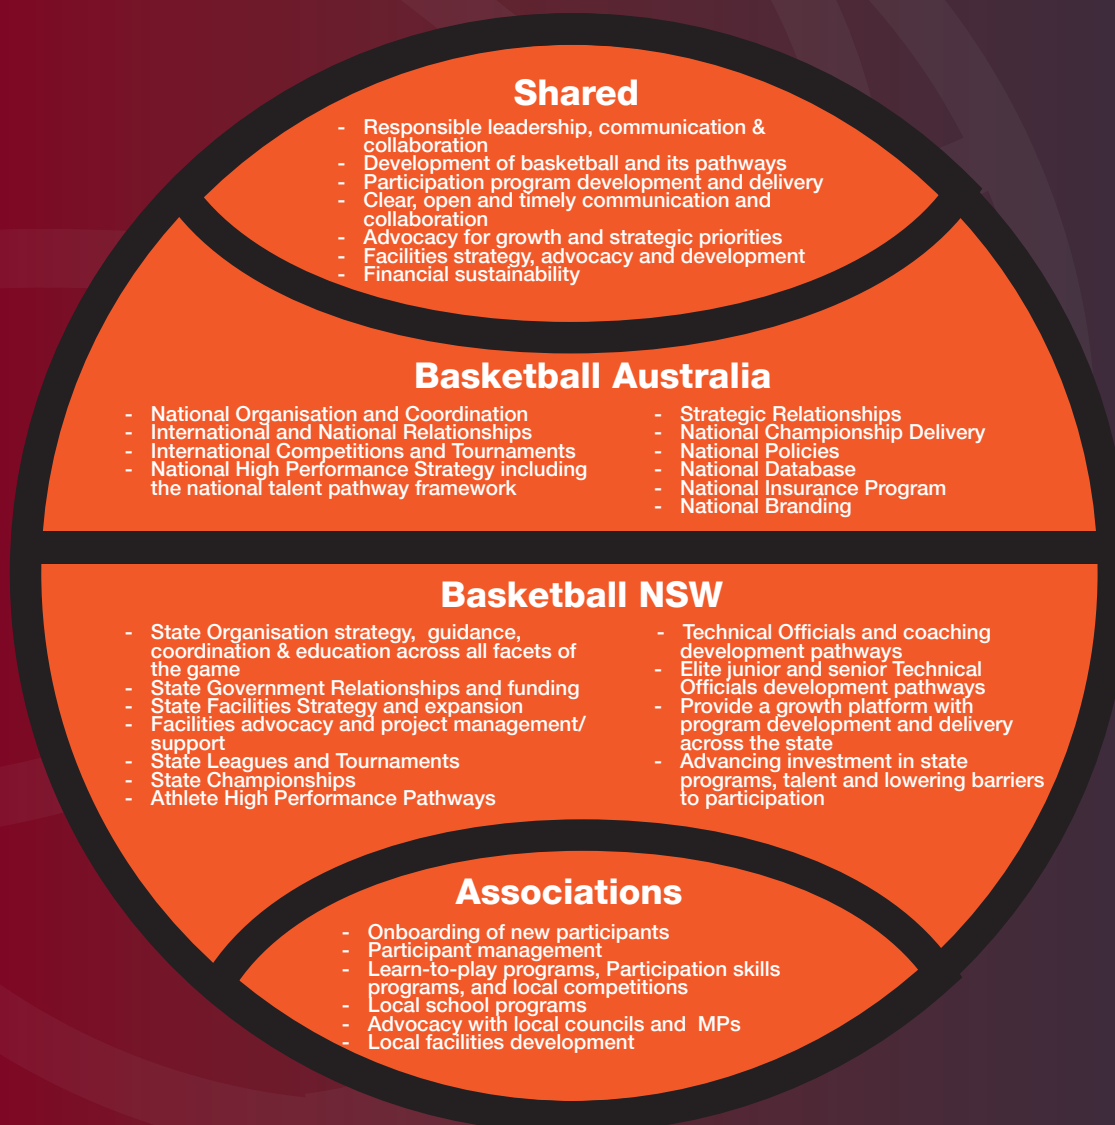 Shared
- Responsible leadership, communication &
collaboration
- Development of basketball and its pathways
- Participation program development and delivery
- Clear, open and timely communication and
collaboration
- Advocacy for growth and strategic priorities
- Facilities strategy, advocacy and development
- Financial sustainability
Basketball Australia
- National Organisation and Coordination
- International and National Relationships
- International Competitions and Tournaments
- National High Performance Strategy including
the national talent pathway framework
- Strategic Relationships
- National Championship Delivery
- National Policies
- National Database
- National Insurance Program
- National Branding
Basketball NSW
- State Organisation strategy, guidance,
coordination & education across all facets of
the game
- State Government Relationships and funding
- State Facilities Strategy and expansion
- Facilities advocacy and project management/
support
- State Leagues and Tournaments
- State Championships
- Athlete High Performance Pathways
- Technical Officials and coaching
development pathways
- Elite junior and senior Technical
Officials development pathways
- Provide a growth platform with
program development and delivery
across the state
- Advancing investment in state
programs, talent and lowering barriers
to participation
Associations
- Onboarding of new participants
- Participant management
- Learn-to-play programs, Participation skills
programs, and local competitions
- Local school programs
- Advocacy with local councils and MPs
- Local facilities development